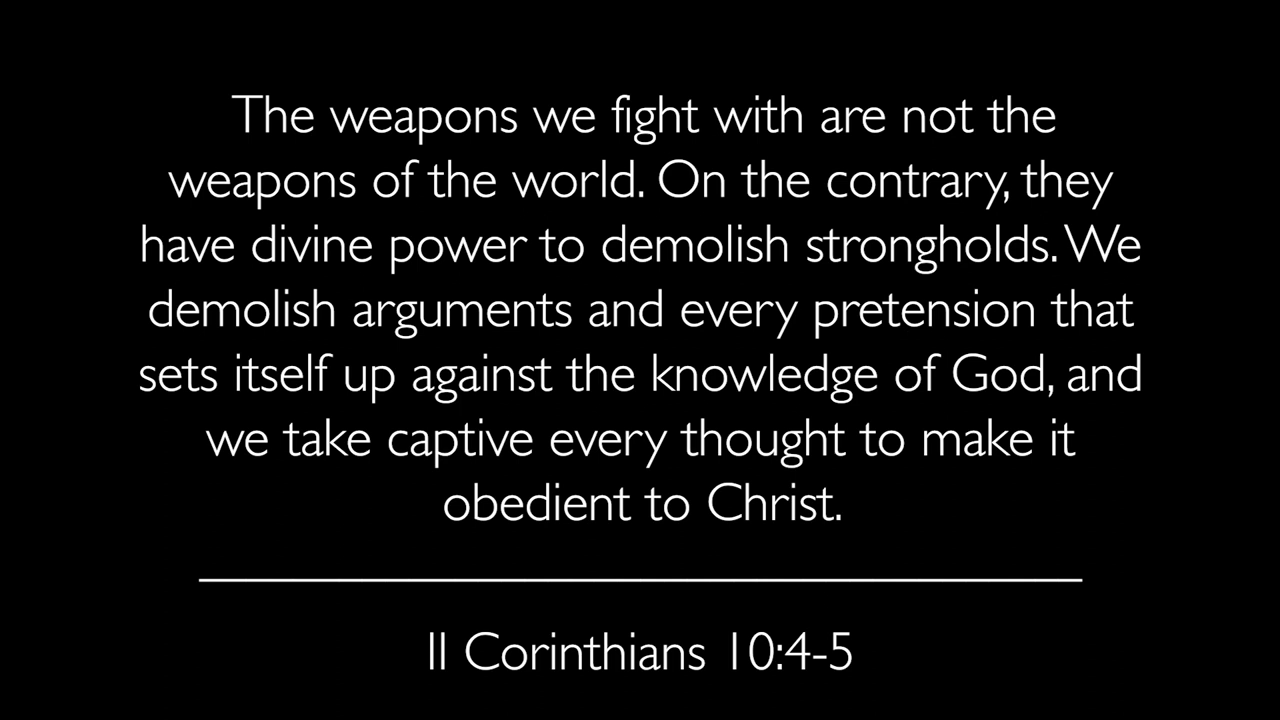 The weapons we fight with are not the
weapons of the world. On the contrary, they
have divine power to demolish strongholds. We
demolish arguments and every pretension that
sets itself up against the knowledge of God, and
we take captive every thought to make it
obedient to Christ.
II Corinthians 10:4-5